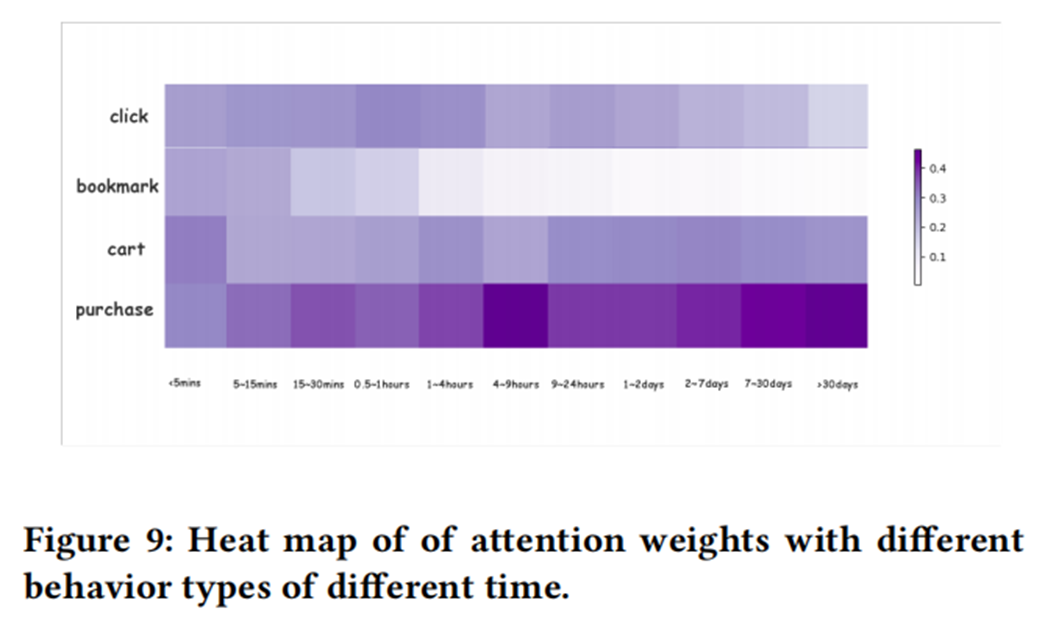 click
bookmark
cart
purchase
0.4
0.3
0.2
0.1
<5mins 5~15mins 15~30mins 0.5~1hours 1~4hours 4~9hours 9~24hours 1~2days 2~7days 7~30days >30days
Figure 9: Heat map of of attention weights with different
behavior types of different time.